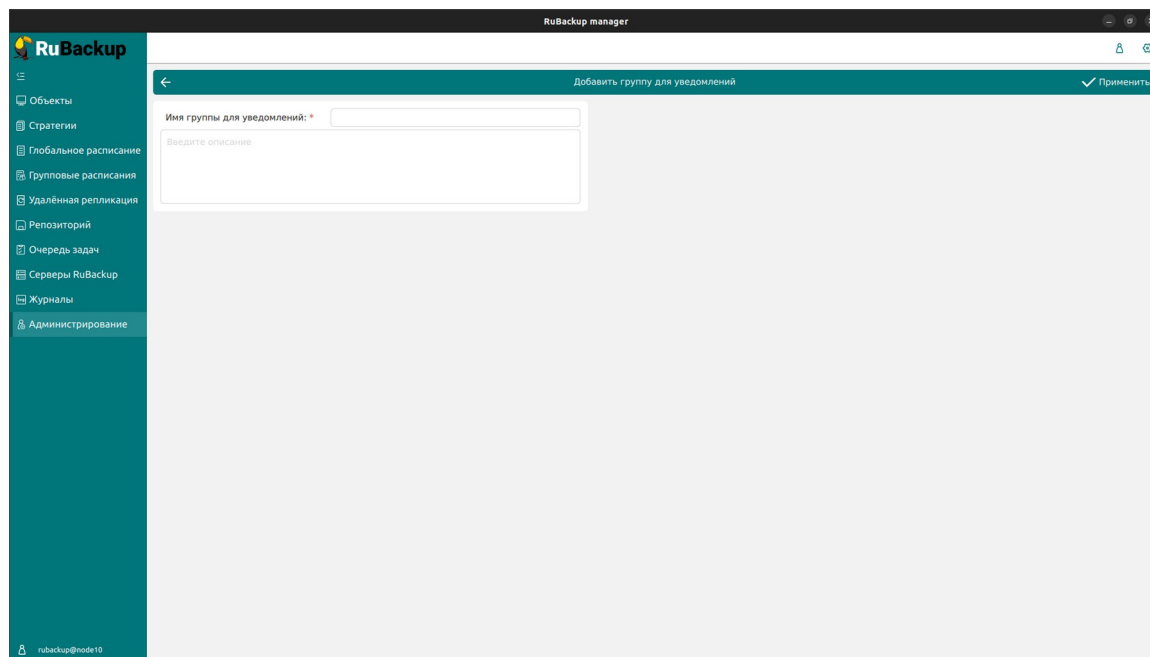 RuBackup manager
RuBackup
Добавить группу для уведомлений
Применить
Объекты
Стратегии
Глобальное расписание
Групповые расписания
Удалённая репликация
Репозиторий
Очередь задач
Серверы RuBackup
Журналы
Администрирование
Имя группы для уведомлений: *
Введите описание
rubackup@node10